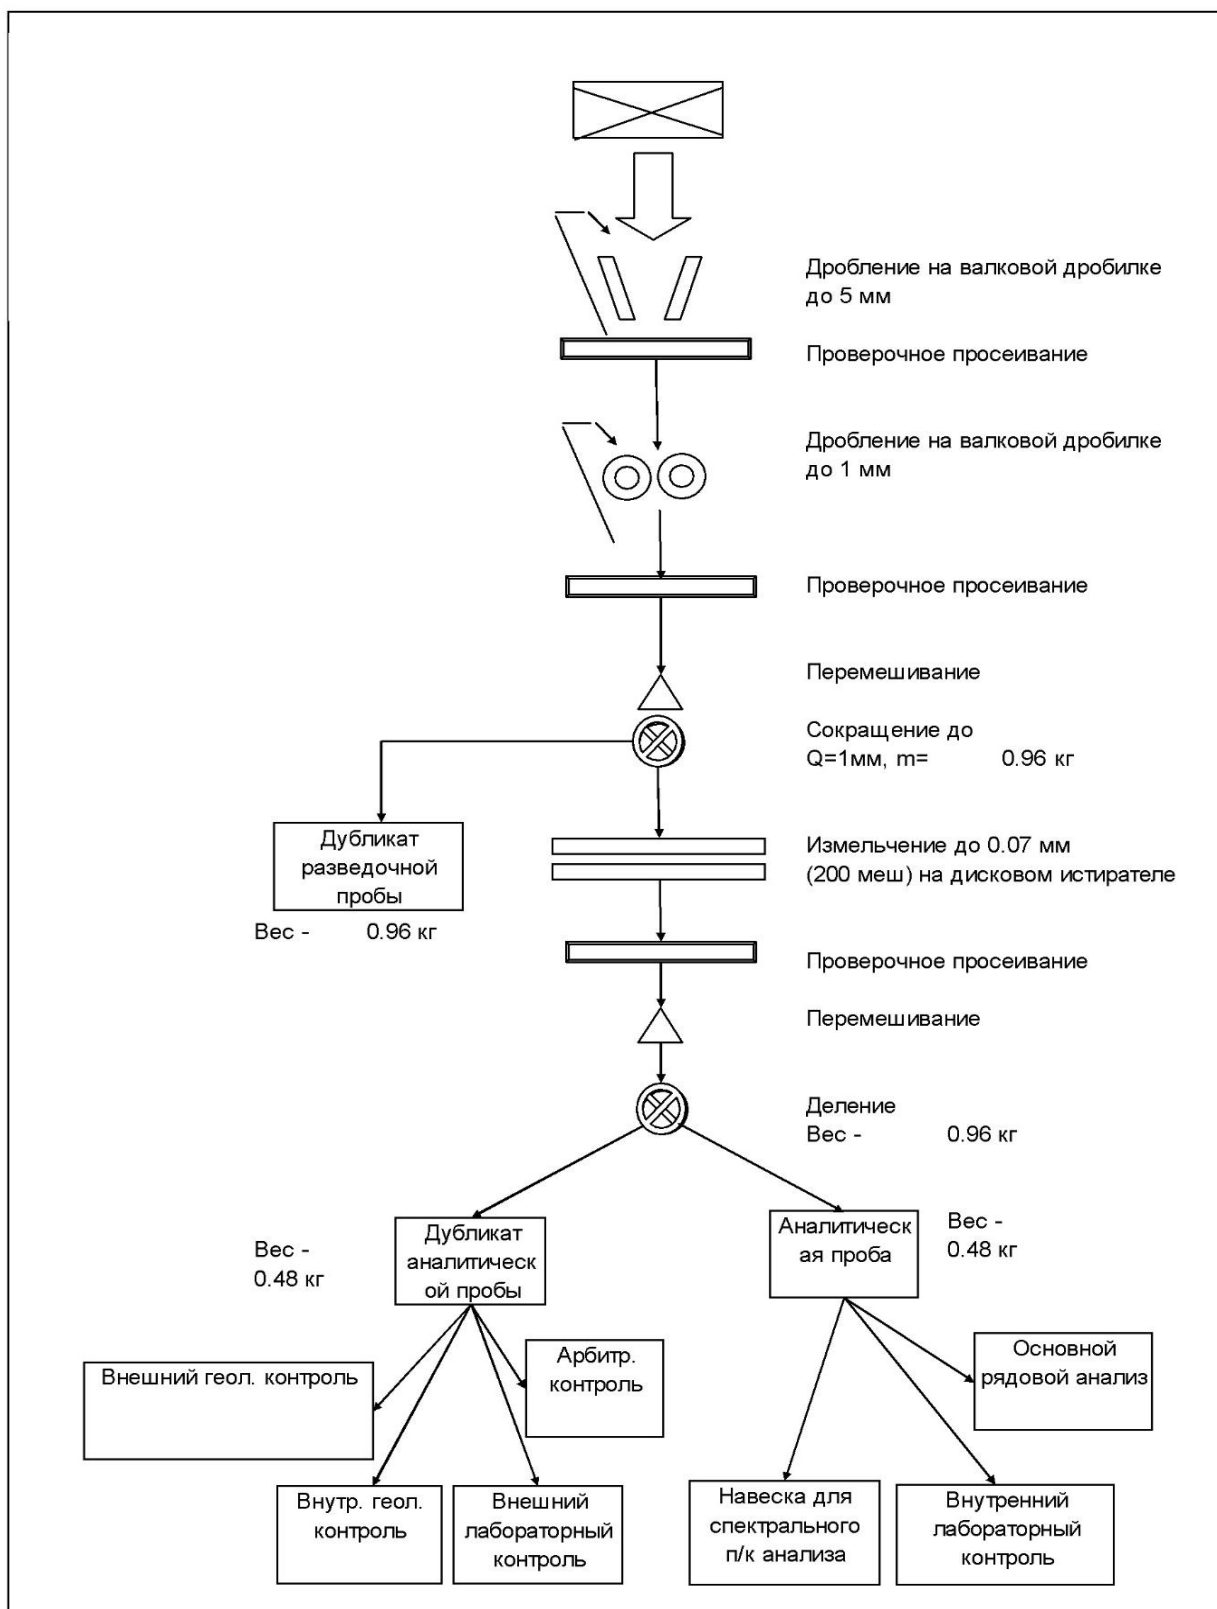 Дробление на валковой дробилке
до 5 мм
Проверочное просеивание
Дробление на валковой дробилке
до 1 мм
Проверочное просеивание
Перемешивание
Сокращение до
Q=1мм, m= 0.96 кг
Дубликат
разведочной
пробы
Вес - 0.96 кг
Измельчение до 0.07 мм
(200 меш) на дисковом истирателе
Проверочное просеивание
Перемешивание
Деление
Вес - 0.96 кг
Вес -
0.48 кг
Дубликат
аналитическ
ой пробы
Аналитическ
ая проба
Вес -
0.48 кг
Внешний геол. контроль
Арбитр.
контроль
Основной
рядовой анализ
Внутр. геол.
контроль
Внешний
лабораторный
контроль
Навеска для
спектрального
п/к анализа
Внутренний
лабораторный
контроль